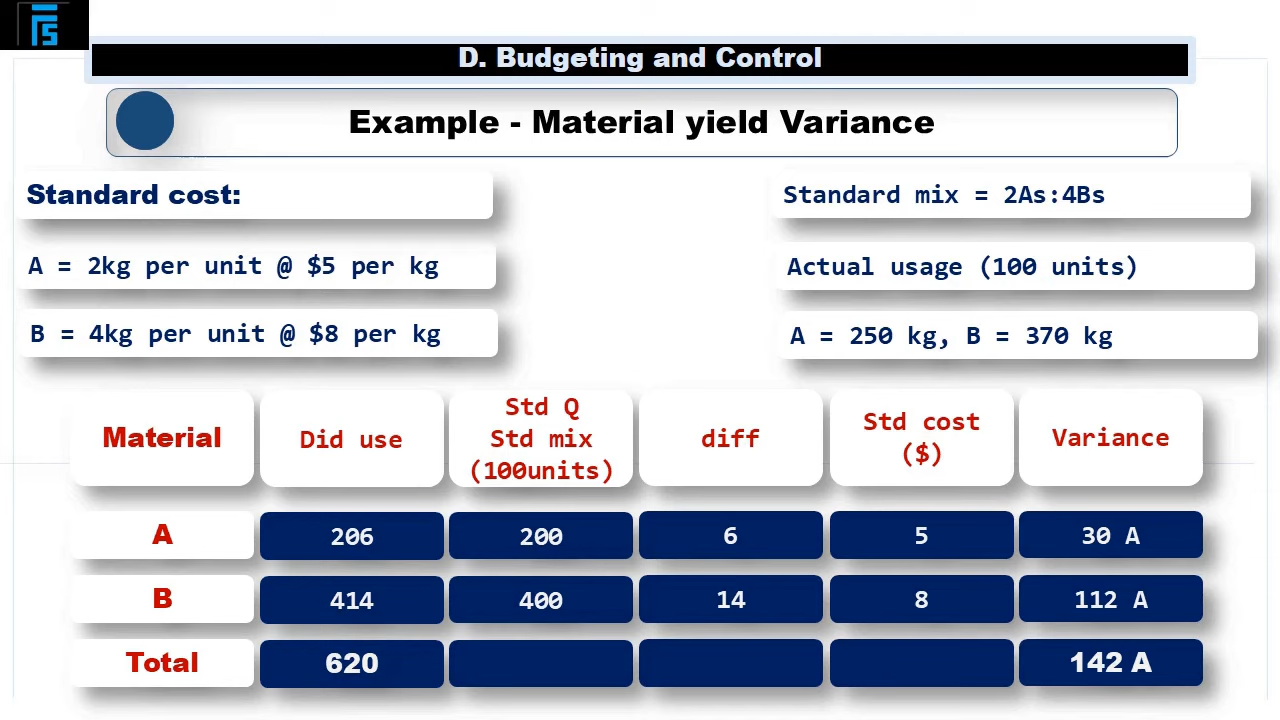 FS
D. Budgeting and Control
Example - Material yield Variance
Standard cost:
A = 2kg per unit @ $5 per kg
B = 4kg per unit @ $8 per kg
Standard mix = 2As:4Bs
Actual usage (100 units)
A = 250 kg, B = 370 kg
Material
Did use
Std Q
Std mix
(100units)
diff
Std cost
($)
Variance
A 206 200 6 5 30 A
B 414 400 14 8 112 A
Total 620 142 A